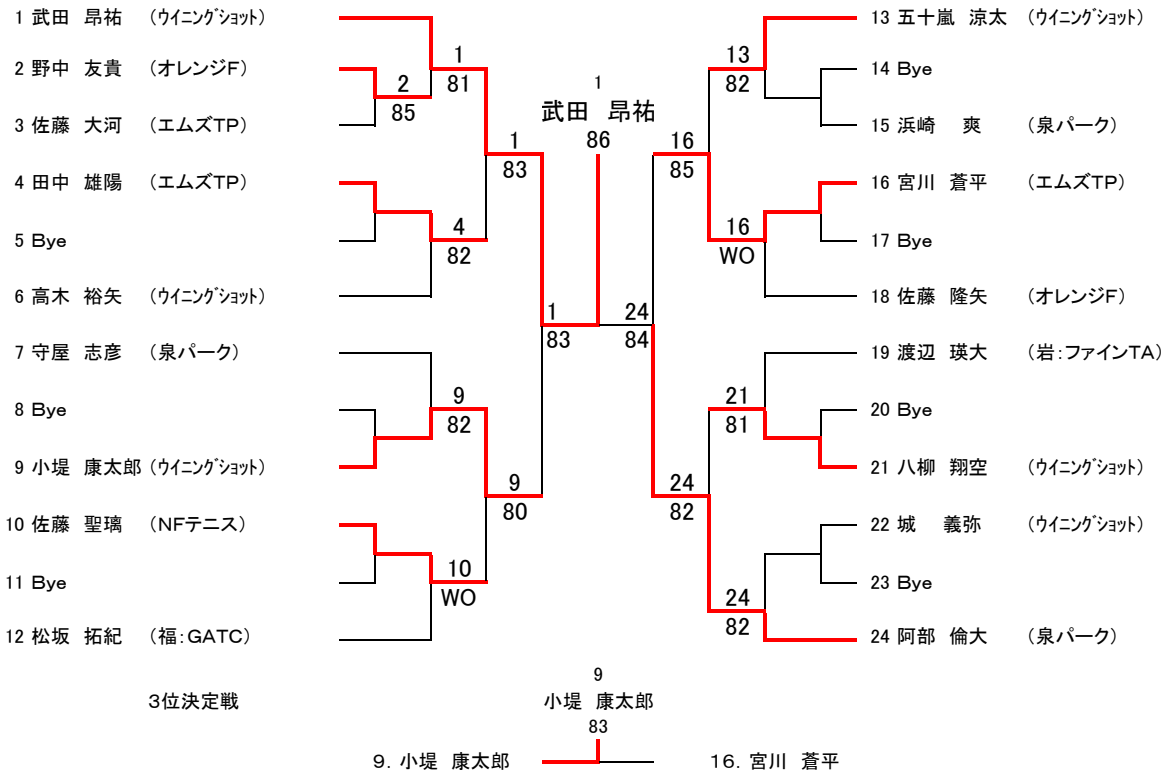 1 武田 昂祐 (ウイニングショット)
2 野中 友貴 (オレンジF)
3 佐藤 大河 (エムズTP)
4 田中 雄陽 (エムズTP)
5 Bye
6 高木 裕矢 (ウイニングショット)
7 守屋 志彦 (泉パーク)
8 Bye
9 小堤 康太郎 (ウイニングショット)
10 佐藤 聖璃 (NFテニス)
11 Bye
12 松坂 拓紀 (福:GATC)
2
85
1
81
4
82
9
82
10
WO
1
83
9
80
1
83
1
武田 昂祐
86
24
84
16
85
24
82
13
82
16
WO
21
81
24
82
13 五十嵐 涼太 (ウイニングショット)
14 Bye
15 浜崎 爽 (泉パーク)
16 宮川 蒼平 (エムズTP)
17 Bye
18 佐藤 隆矢 (オレンジF)
19 渡辺 瑛大 (岩:ファインTA)
20 Bye
21 八柳 翔空 (ウイニングショット)
22 城 義弥 (ウイニングショット)
23 Bye
24 阿部 倫大 (泉パーク)
3位決定戦
9
小堤 康太郎
83
9. 小堤 康太郎
16. 宮川 蒼平